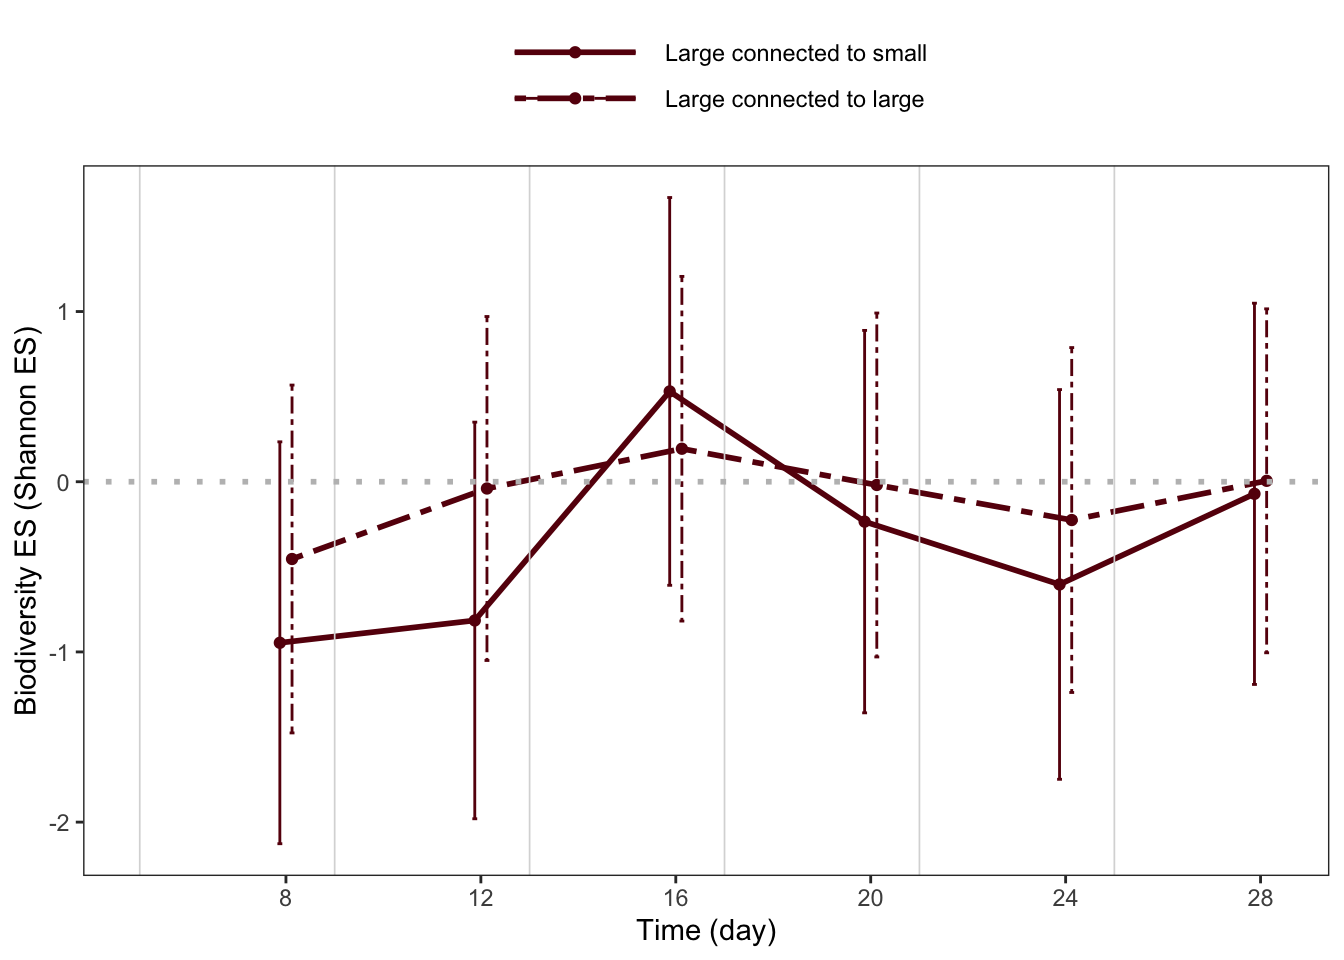 Large connected to small
Large connected to large
Biodiversity ES (Shannon ES)
1
0
-1
-2
8 12 16 20 24 28
Time (day)